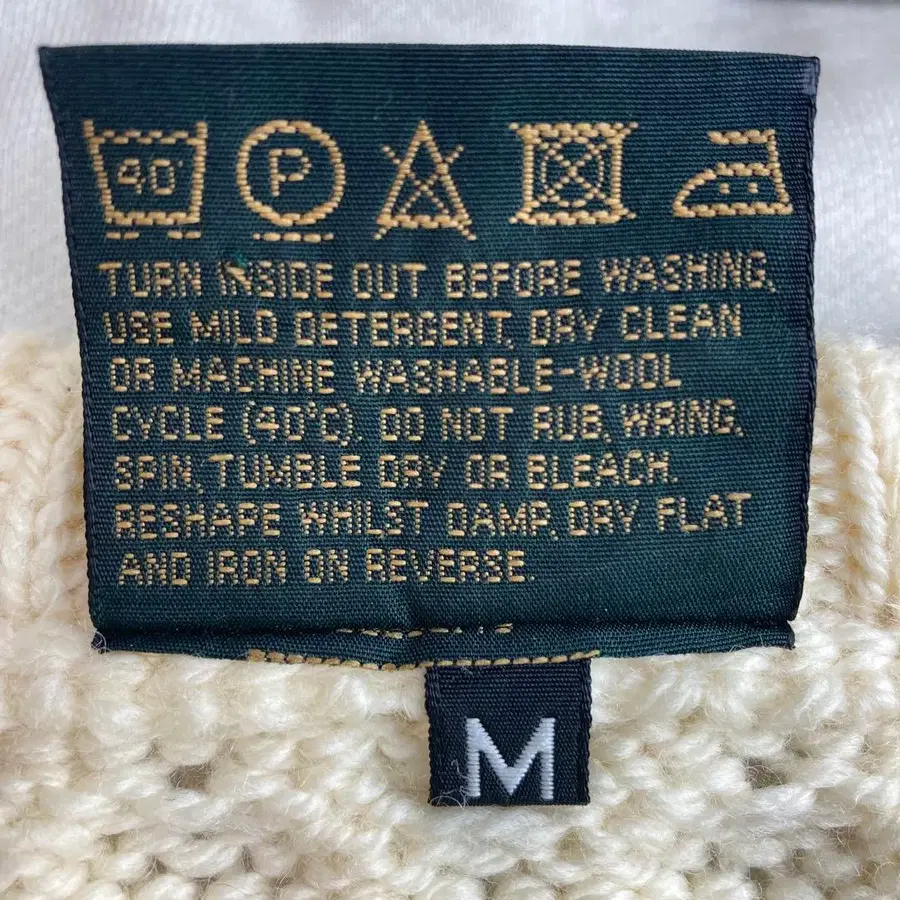 40°
P
TURN INSIDE OUT BEFORE WASHING,
USE MILD DETERGENT, DRY CLEAN
OR MACHINE WASHABLE-WOOL
CYCLE (40°C). DO NOT RUB, WRING,
SPIN, TUMBLE DRY OR BLEACH.
RESHAPE WHILST DAMP, DRY FLAT
AND IRON ON REVERSE.
M